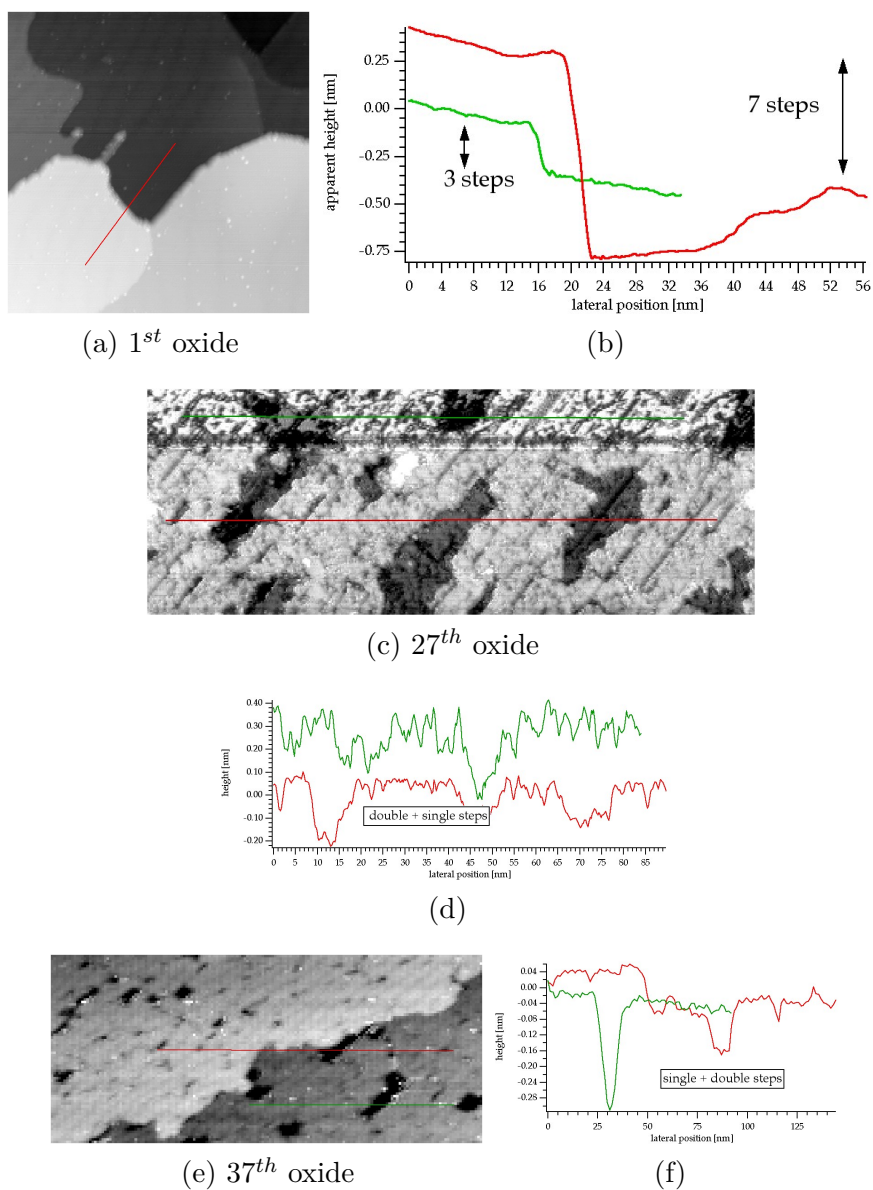 0.25
0.00
-0.25
-0.50
-0.75
apparent height [nm]
7 steps
3 steps
0 4 8 12 16 20 24 28 32 36 40 44 48 52 56
lateral position [nm]
(a) 1st oxide
(b)
(c) 27th oxide
0.40
0.30
0.20
0.10
0.00
-0.10
-0.20
height [nm]
double + single steps
0 5 10 15 20 25 30 35 40 45 50 55 60 65 70 75 80 85
lateral position [nm]
(d)
0.04
0.00
-0.04
-0.08
-0.12
-0.16
-0.20
-0.24
-0.28
height [nm]
single + double steps
0 25 50 75 100 125
lateral position [nm]
(e) 37th oxide
(f)